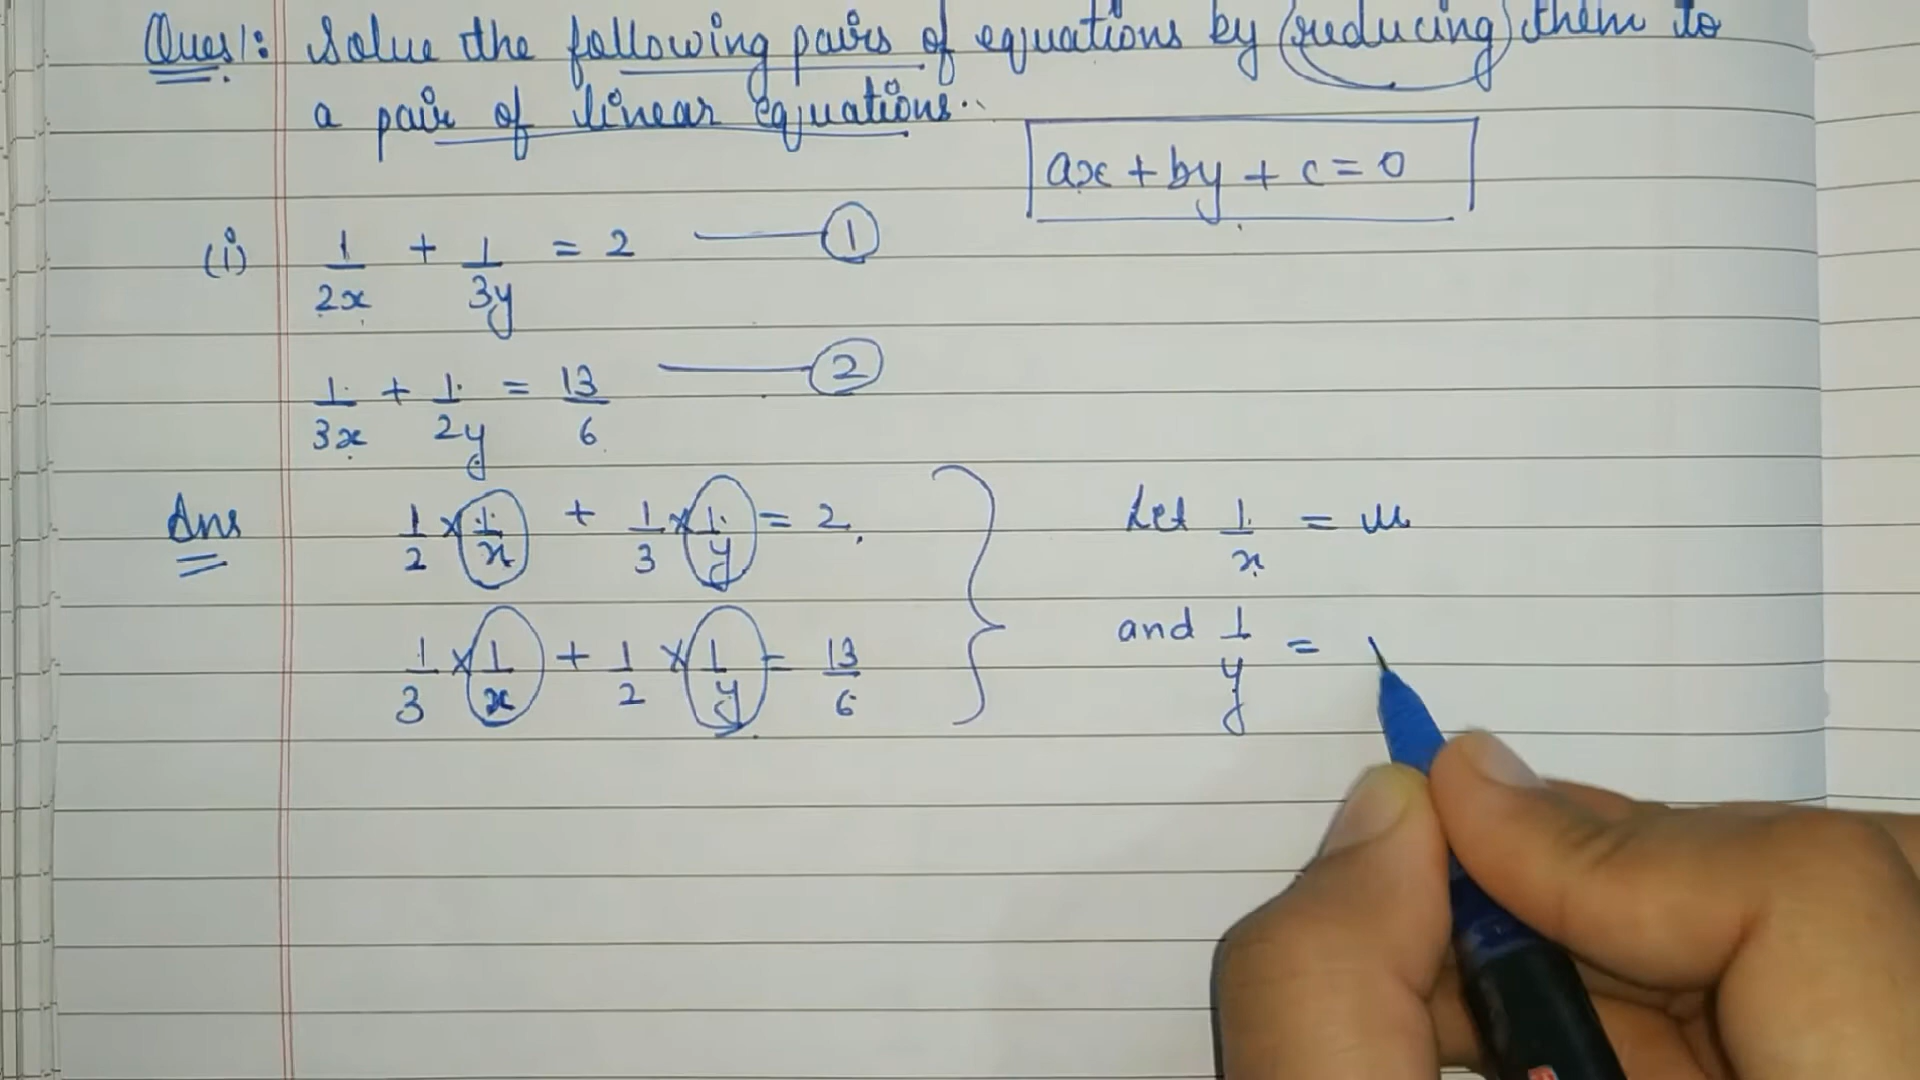 Ques 1: Solve the following pairs of equations by (reducing) them to
a pair of linear equations..
ax + by + c = 0
(i) 1/2x + 1/3y = 2 —— 1
1/3x + 1/2y = 13/6 —— 2
Ans 1/2 × 1/x + 1/3 × 1/y = 2
1/3 × 1/x + 1/2 × 1/y = 13/6
Let 1/x = u
and 1/y =